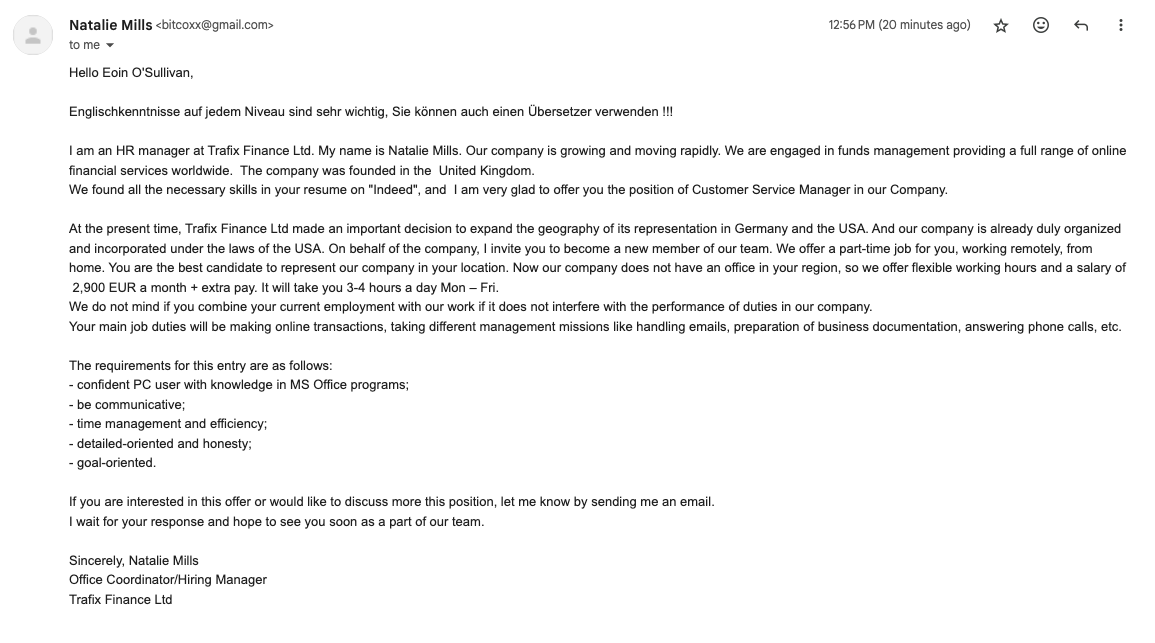 Natalie Mills <bitcoxx@gmail.com> 12:56 PM (20 minutes ago)
to me
Hello Eoin O'Sullivan,
Englischkenntnisse auf jedem Niveau sind sehr wichtig, Sie können auch einen Übersetzer verwenden !!!
I am an HR manager at Trafix Finance Ltd. My name is Natalie Mills. Our company is growing and moving rapidly. We are engaged in funds management providing a full range of online
financial services worldwide.  The company was founded in the  United Kingdom.
We found all the necessary skills in your resume on "Indeed", and  I am very glad to offer you the position of Customer Service Manager in our Company.
At the present time, Trafix Finance Ltd made an important decision to expand the geography of its representation in Germany and the USA. And our company is already duly organized
and incorporated under the laws of the USA. On behalf of the company, I invite you to become a new member of our team. We offer a part-time job for you, working remotely, from
home. You are the best candidate to represent our company in your location. Now our company does not have an office in your region, so we offer flexible working hours and a salary of
2,900 EUR a month + extra pay. It will take you 3-4 hours a day Mon – Fri.
We do not mind if you combine your current employment with our work if it does not interfere with the performance of duties in our company.
Your main job duties will be making online transactions, taking different management missions like handling emails, preparation of business documentation, answering phone calls, etc.
The requirements for this entry are as follows:
- confident PC user with knowledge in MS Office programs;
- be communicative;
- time management and efficiency;
- detailed-oriented and honesty;
- goal-oriented.
If you are interested in this offer or would like to discuss more this position, let me know by sending me an email.
I wait for your response and hope to see you soon as a part of our team.
Sincerely, Natalie Mills
Office Coordinator/Hiring Manager
Trafix Finance Ltd